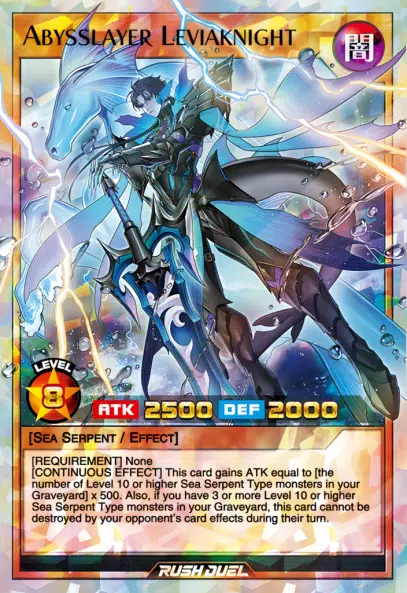 Abysslayer Leviaknight
闇
LEVEL
8
ATK 2500 DEF 2000
[Sea Serpent / Effect]
[REQUIREMENT] None
[CONTINUOUS EFFECT] This card gains ATK equal to [the
number of Level 10 or higher Sea Serpent Type monsters in your
Graveyard] x 500. Also, if you have 3 or more Level 10 or higher
Sea Serpent Type monsters in your Graveyard, this card cannot be
destroyed by your opponent's card effects during their turn.
RUSH DUEL